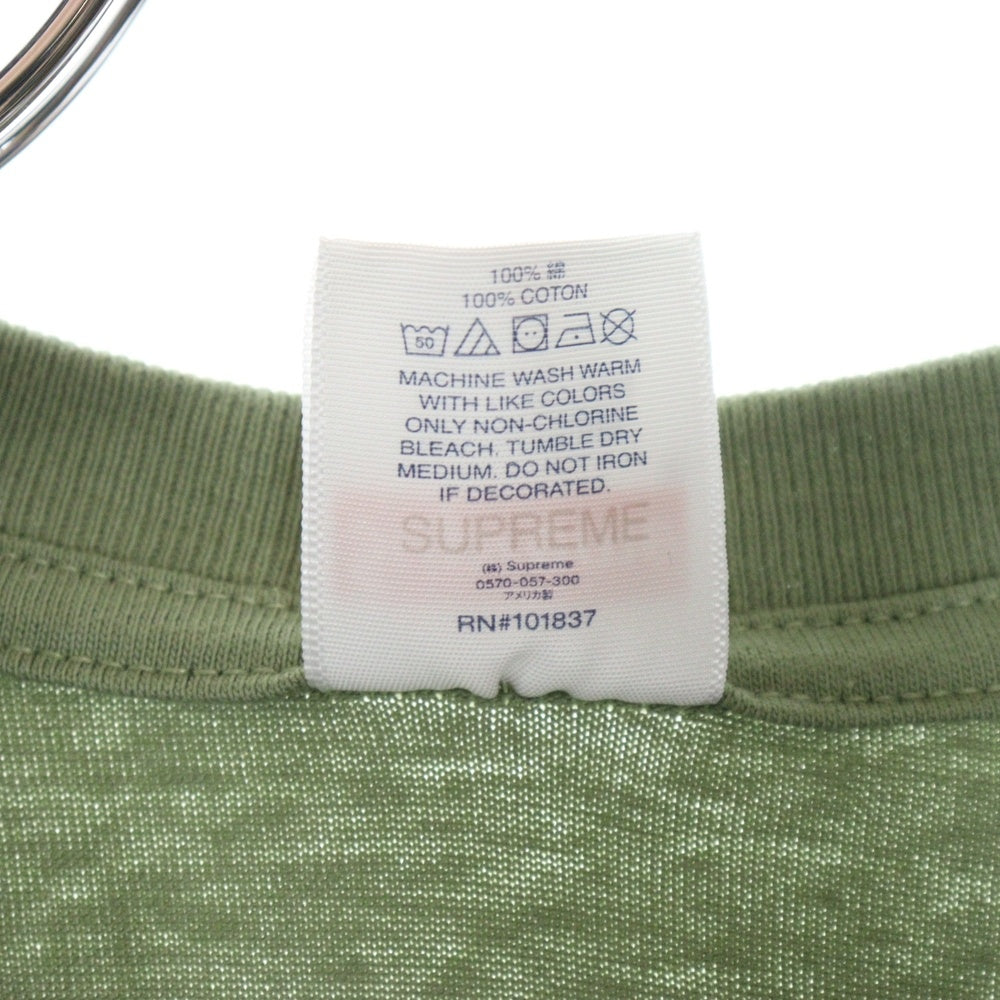 100% 綿
100% COTON
50
MACHINE WASH WARM
WITH LIKE COLORS
ONLY NON-CHLORINE
BLEACH. TUMBLE DRY
MEDIUM. DO NOT IRON
IF DECORATED.
SUPREME
(株) Supreme
0570-057-300
アメリカ製
RN#101837